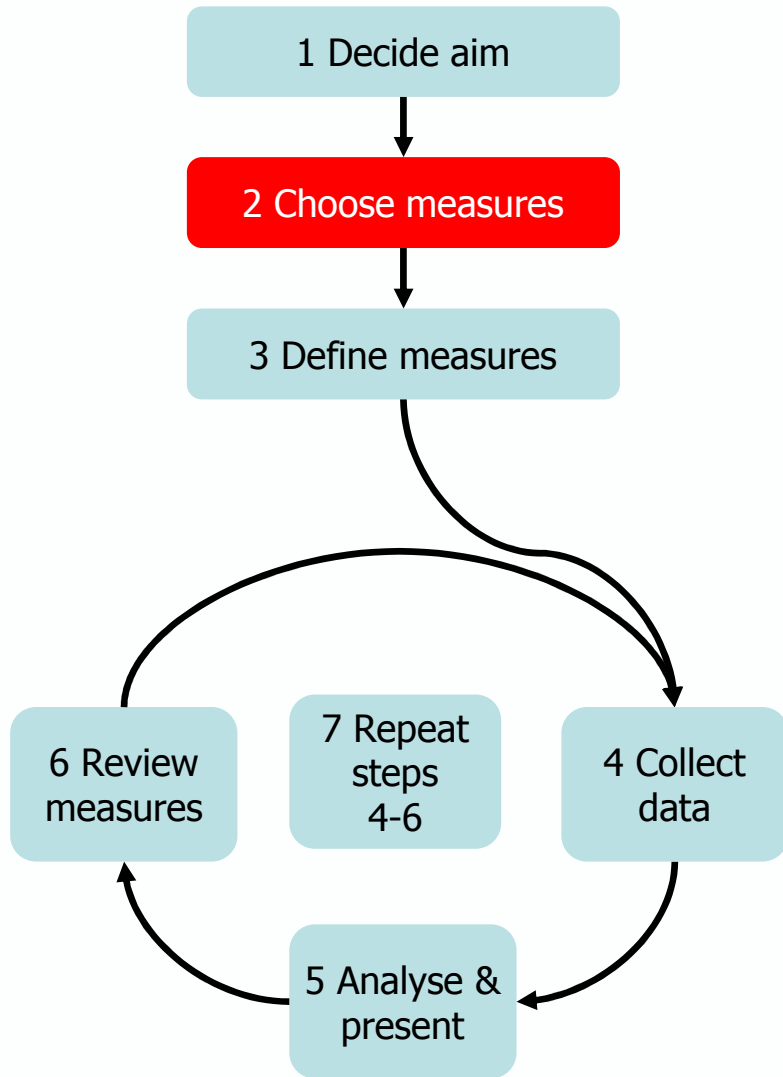 1 Decide aim
2 Choose measures
3 Define measures
7 Repeat
steps
4-6
6 Review
measures
4 Collect
data
5 Analyse &
present